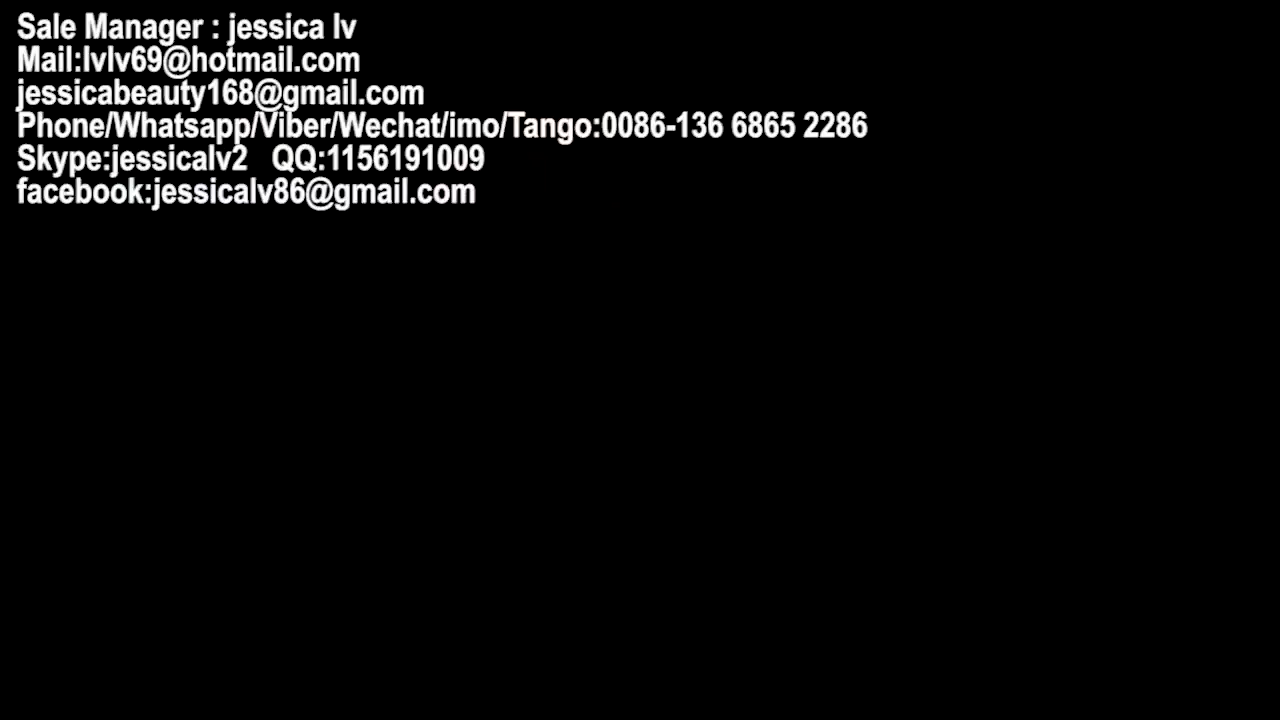 Sale Manager : jessica lv
Mail:lvlv69@hotmail.com
jessicabeauty168@gmail.com
Phone/Whatsapp/Viber/Wechat/imo/Tango:0086-136 6865 2286
Skype:jessicalv2   QQ:1156191009
facebook:jessicalv86@gmail.com